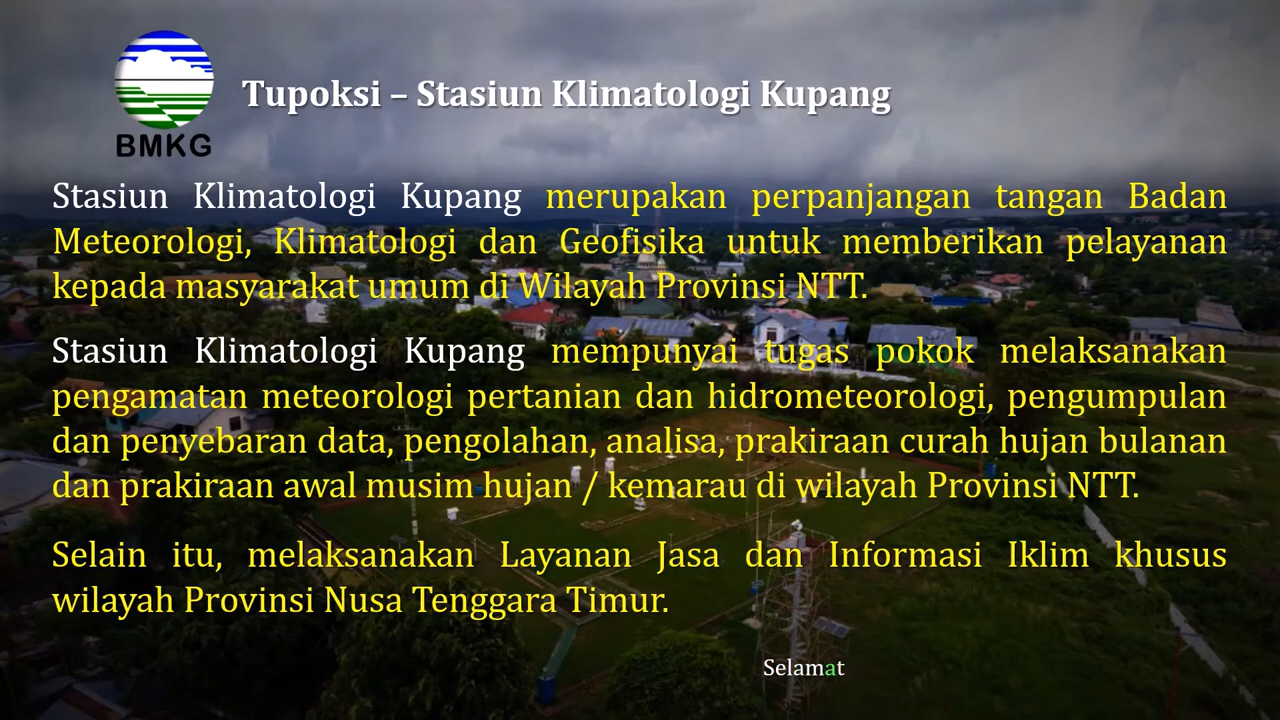 BMKG
Tupoksi – Stasiun Klimatologi Kupang
Stasiun Klimatologi Kupang merupakan perpanjangan tangan Badan
Meteorologi, Klimatologi dan Geofisika untuk memberikan pelayanan
kepada masyarakat umum di Wilayah Provinsi NTT.
Stasiun Klimatologi Kupang mempunyai tugas pokok melaksanakan
pengamatan meteorologi pertanian dan hidrometeorologi, pengumpulan
dan penyebaran data, pengolahan, analisa, prakiraan curah hujan bulanan
dan prakiraan awal musim hujan / kemarau di wilayah Provinsi NTT.
Selain itu, melaksanakan Layanan Jasa dan Informasi Iklim khusus
wilayah Provinsi Nusa Tenggara Timur.
Selamat